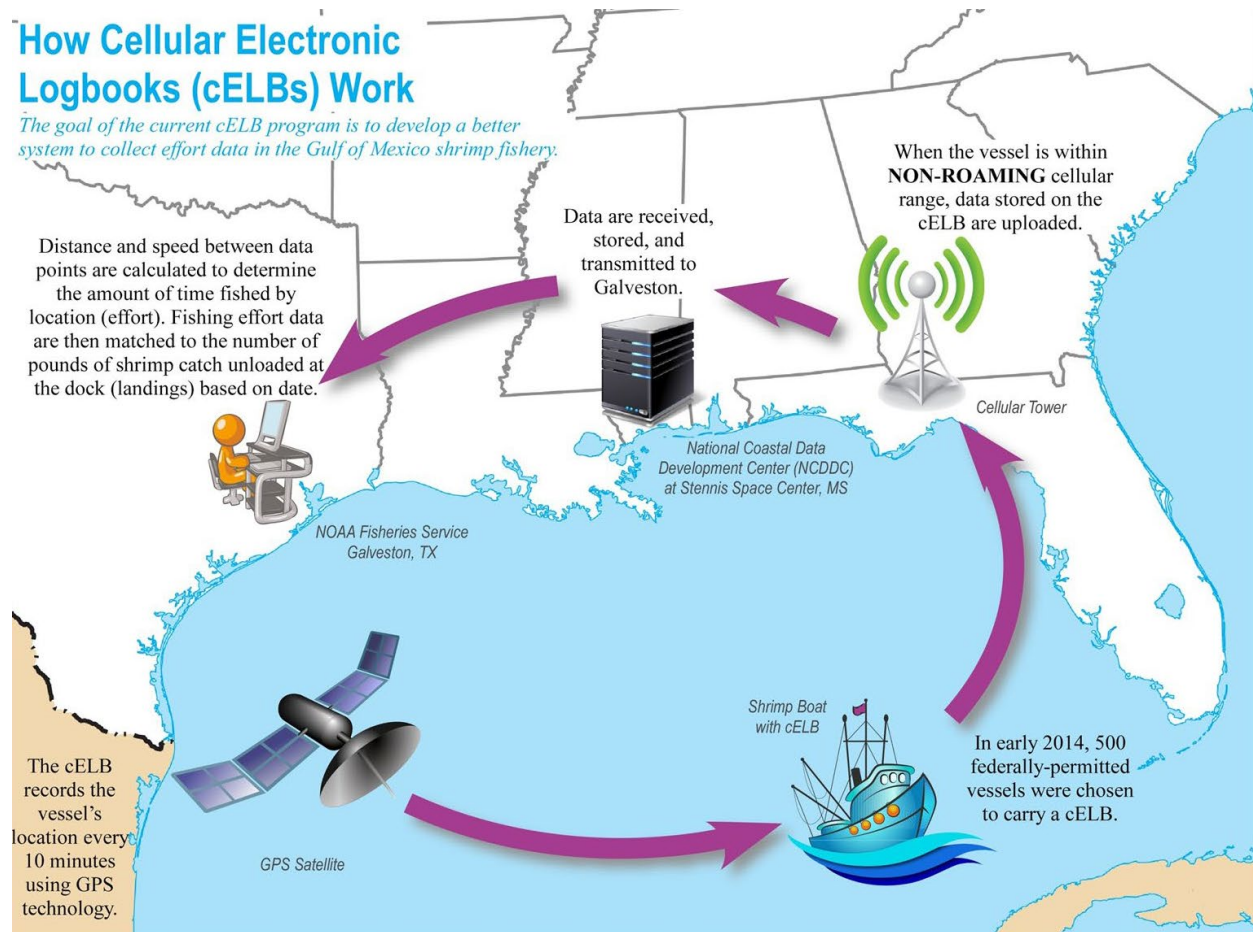 How Cellular Electronic
Logbooks (cELBs) Work
The goal of the current cELB program is to develop a better
system to collect effort data in the Gulf of Mexico shrimp fishery.
The cELB
records the
vessel's
location every
10 minutes
using GPS
technology.
GPS Satellite
Shrimp Boat
with cELB
In early 2014, 500
federally-permitted
vessels were chosen
to carry a cELB.
When the vessel is within
NON-ROAMING cellular
range, data stored on the
cELB are uploaded.
Cellular Tower
Data are received,
stored, and
transmitted to
Galveston.
National Coastal Data
Development Center (NCDDC)
at Stennis Space Center, MS
Distance and speed between data
points are calculated to determine
the amount of time fished by
location (effort). Fishing effort data
are then matched to the number of
pounds of shrimp catch unloaded at
the dock (landings) based on date.
NOAA Fisheries Service
Galveston, TX